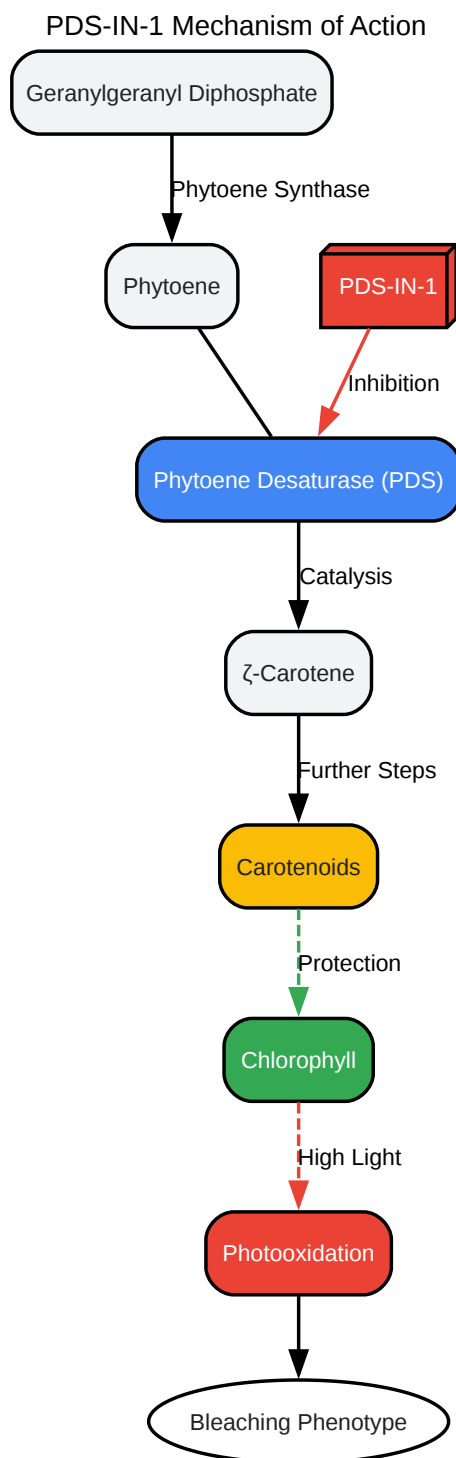 PDS-IN-1 Mechanism of Action
Geranylgeranyl Diphosphate
Phytoene Synthase
Phytoene
PDS-IN-1
Inhibition
Phytoene Desaturase (PDS)
Catalysis
ζ-Carotene
Further Steps
Carotenoids
Protection
Chlorophyll
High Light
Photooxidation
Bleaching Phenotype